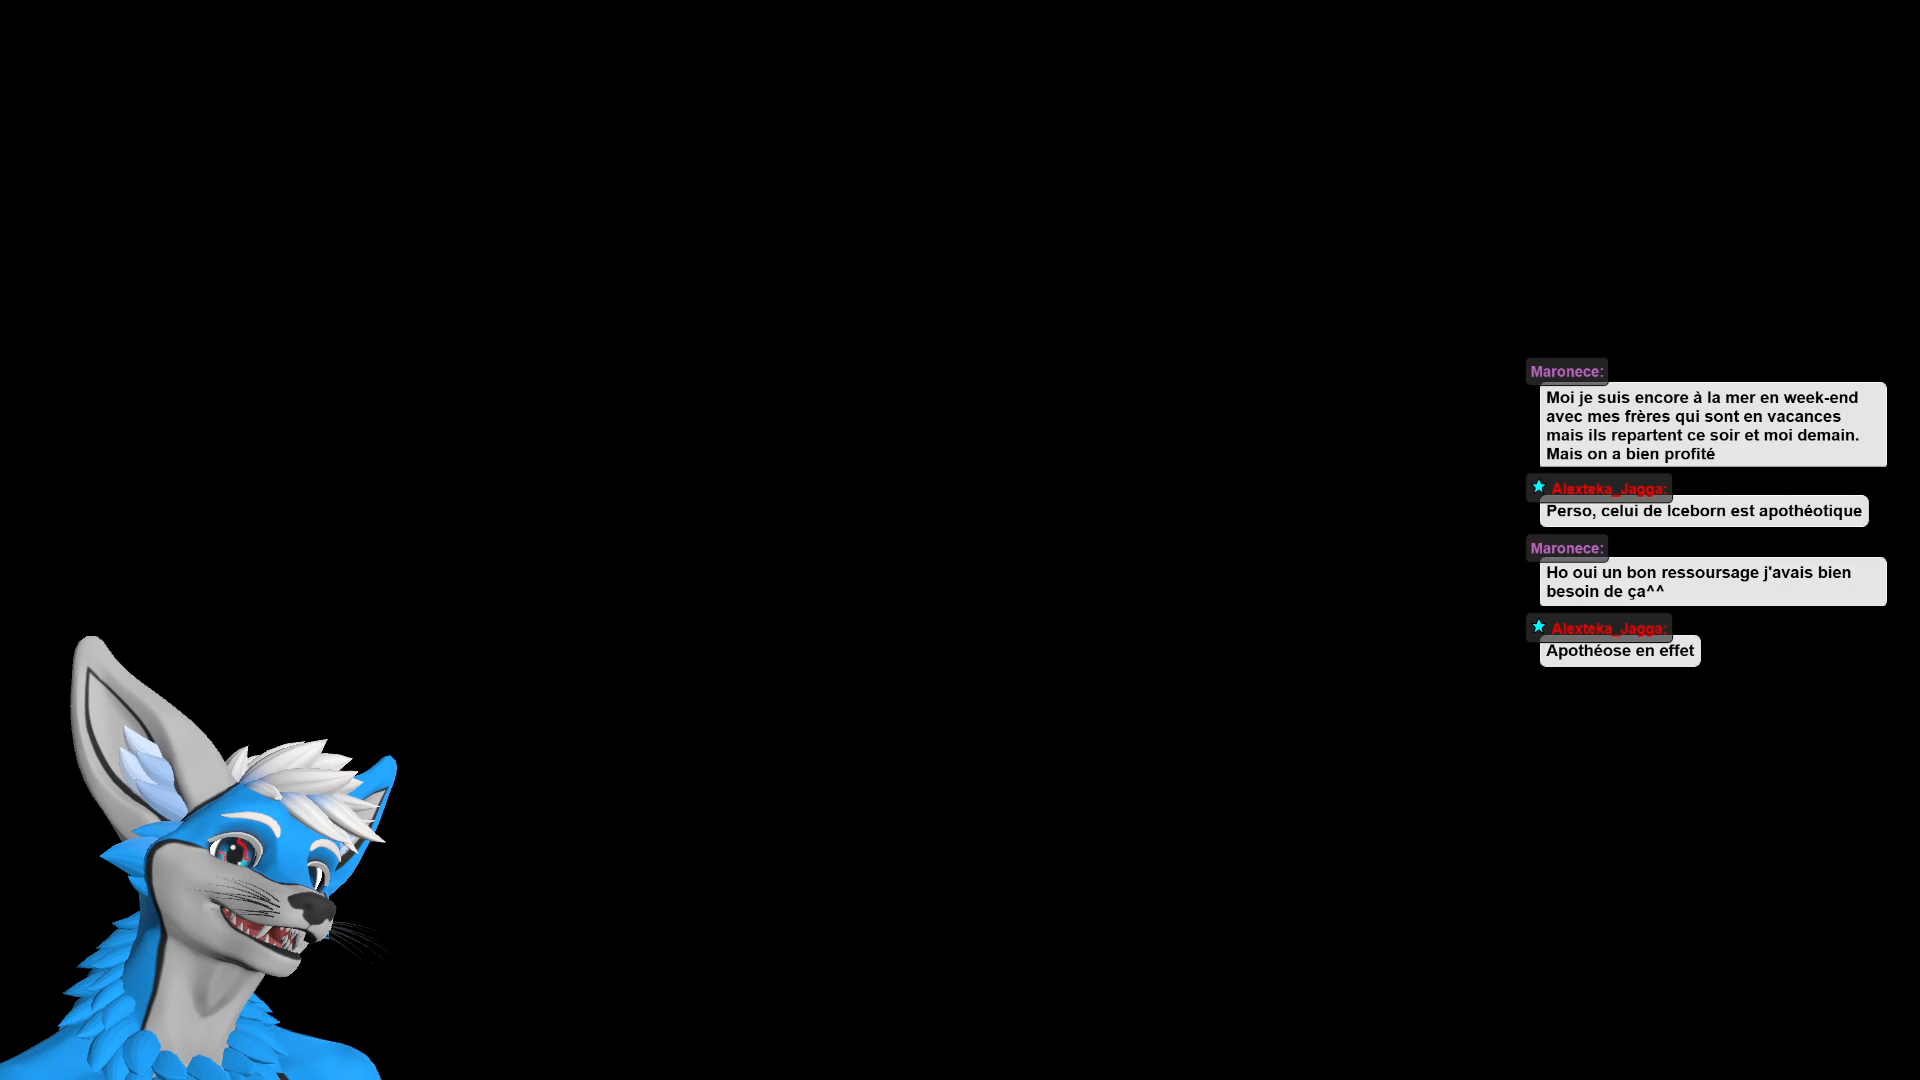 Maronece:
Moi je suis encore à la mer en week-end
avec mes frères qui sont en vacances
mais ils repartent ce soir et moi demain.
Mais on a bien profité
Alexteka_Jagga:
Perso, celui de Iceborn est apothéotique
Maronece:
Ho oui un bon ressoursage j'avais bien
besoin de ça^^
Alexteka_Jagga:
Apothéose en effet